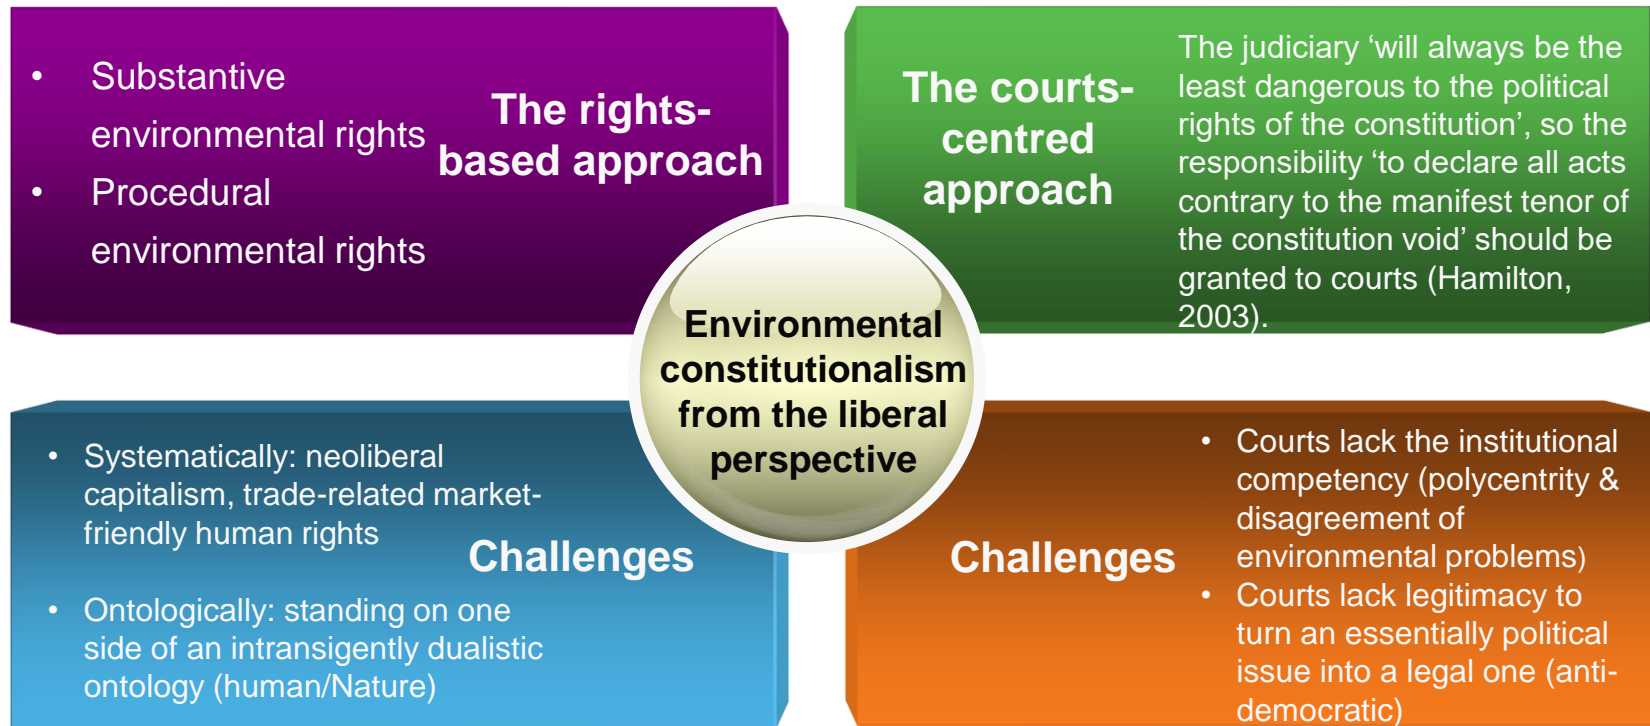 • Substantive
environmental rights
• Procedural
environmental rights
The rights-
based approach
The courts-
centred
approach
The judiciary ‘will always be the
least dangerous to the political
rights of the constitution’, so the
responsibility ‘to declare all acts
contrary to the manifest tenor of
the constitution void’ should be
granted to courts (Hamilton,
2003).
Environmental
constitutionalism
from the liberal
perspective
• Systematically: neoliberal
capitalism, trade-related market-
friendly human rights
• Ontologically: standing on one
side of an intransigently dualistic
ontology (human/Nature)
Challenges
Challenges
• Courts lack the institutional
competency (polycentrity &
disagreement of
environmental problems)
• Courts lack legitimacy to
turn an essentially political
issue into a legal one (anti-
democratic)